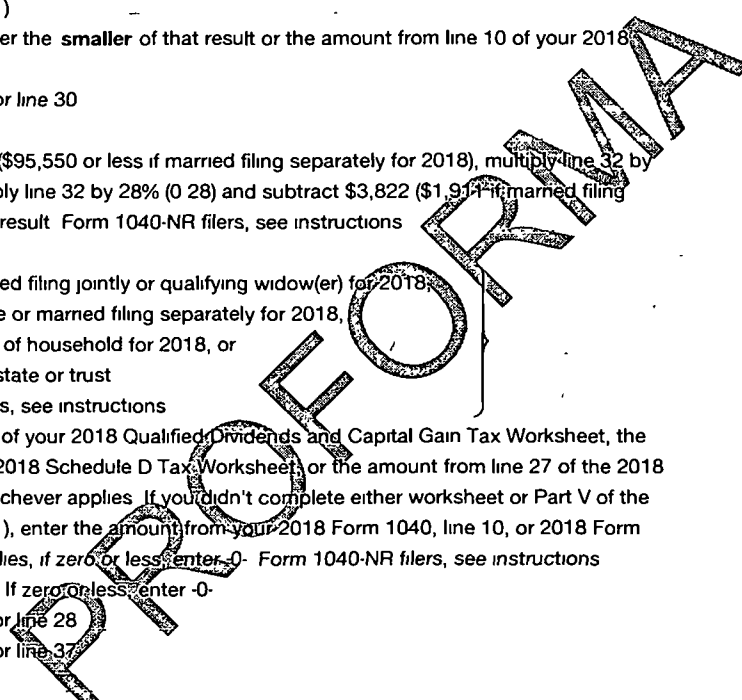 )
er the smaller of that result or the amount from line 10 of your 2018
or line 30
($95,550 or less if married filing separately for 2018), multiply line 32 by
ply line 32 by 28% (0 28) and subtract $3,822 ($1,911 if married filing
result Form 1040-NR filers, see instructions
ed filing jointly or qualifying widow(er) for 2018,
e or married filing separately for 2018,
of household for 2018, or
state or trust
s, see instructions
of your 2018 Qualified Dividends and Capital Gain Tax Worksheet, the
2018 Schedule D Tax Worksheet, or the amount from line 27 of the 2018
chever applies If you didn't complete either worksheet or Part V of the
), enter the amount from your 2018 Form 1040, line 10, or 2018 Form
lies, if zero or less, enter -0- Form 1040-NR filers, see instructions
If zero or less, enter -0-
or line 28
or line 37
PROFORMA